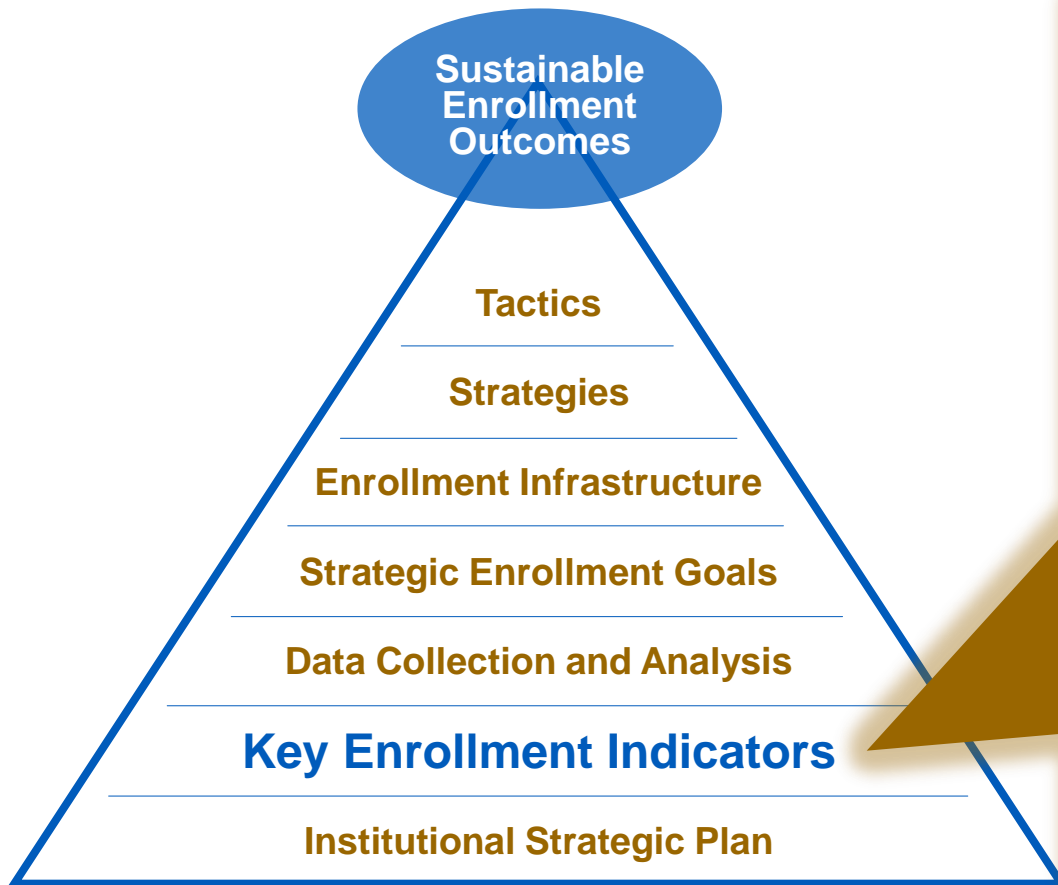 Sustainable
Enrollment
Outcomes
Tactics
Strategies
Enrollment Infrastructure
Strategic Enrollment Goals
Data Collection and Analysis
Key Enrollment Indicators
Institutional Strategic Plan